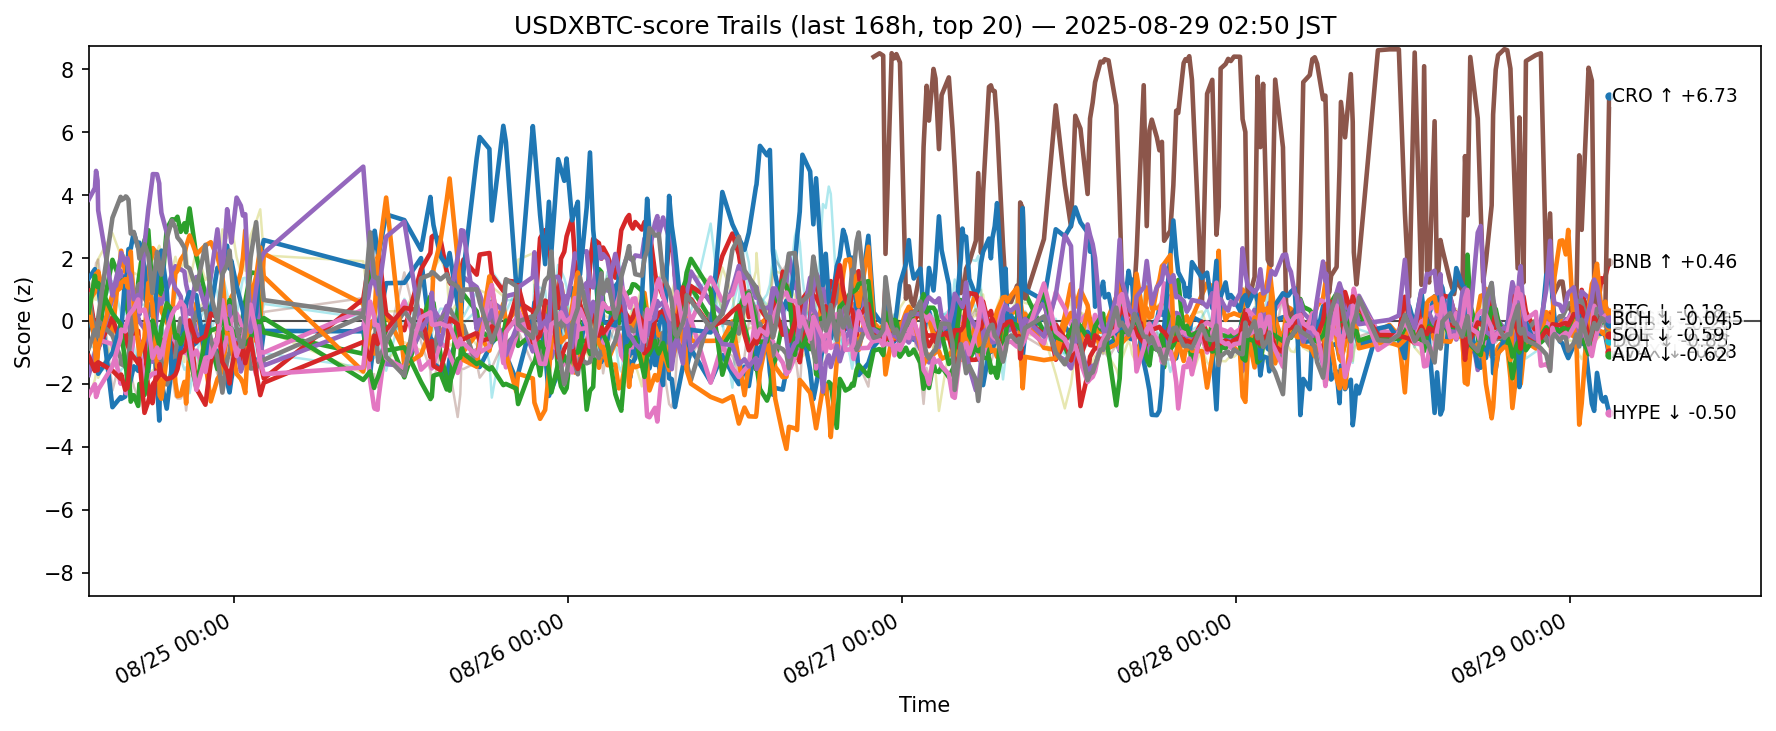 USDXBTC-score Trails (last 168h, top 20) — 2025-08-29 02:50 JST
Score (z)
8
6
4
2
0
−2
−4
−6
−8
CRO ↑ +6.73
BNB ↑ +0.46
BTC ↓ -0.18
BCH ↓ -0.04
SOL ↓ -0.59
ADA ↓ -0.62
HYPE ↓ -0.50
08/25 00:00
08/26 00:00
08/27 00:00
08/28 00:00
08/29 00:00
Time